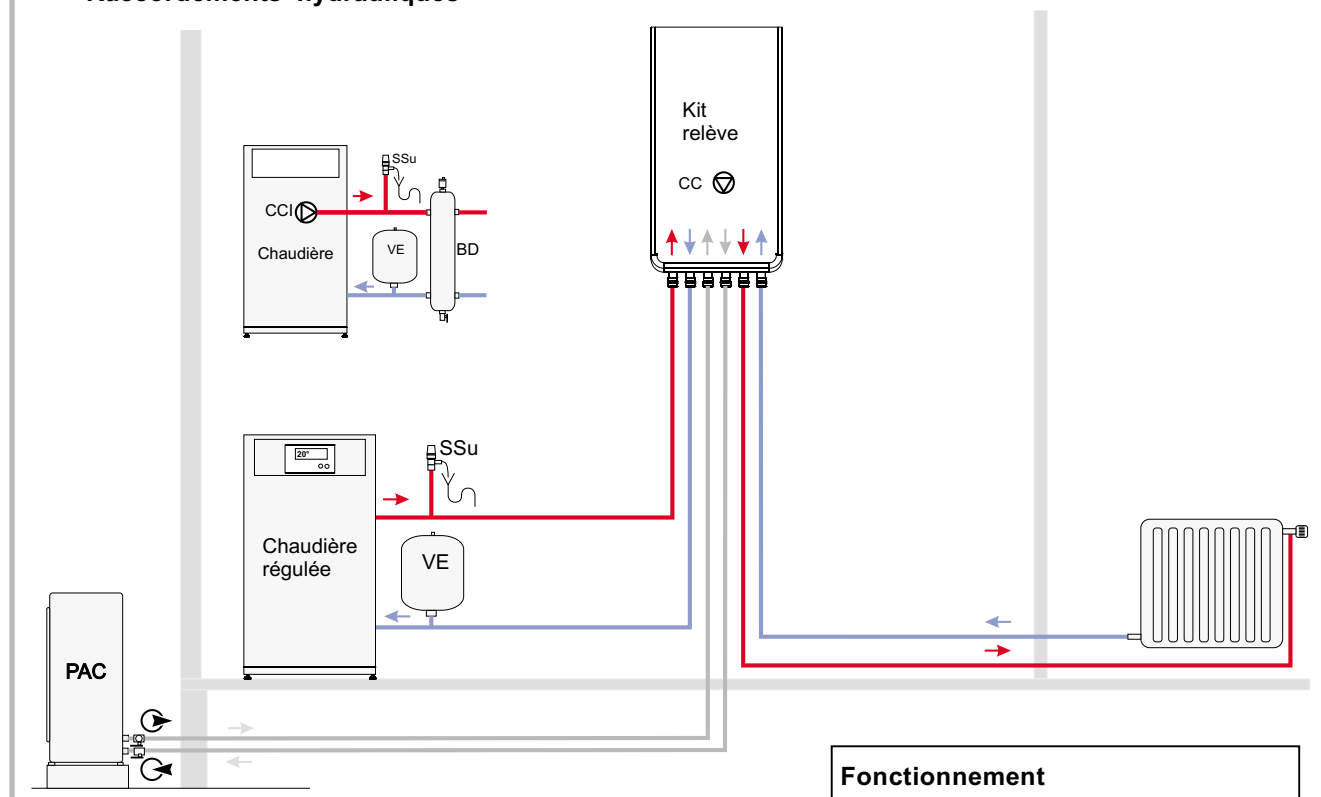 Raccordements hydrauliques
Kit
relève
CC
SSu
CCI
Chaudière
VE
BD
20°
SSu
Chaudière
régulée
VE
PAC
Fonctionnement